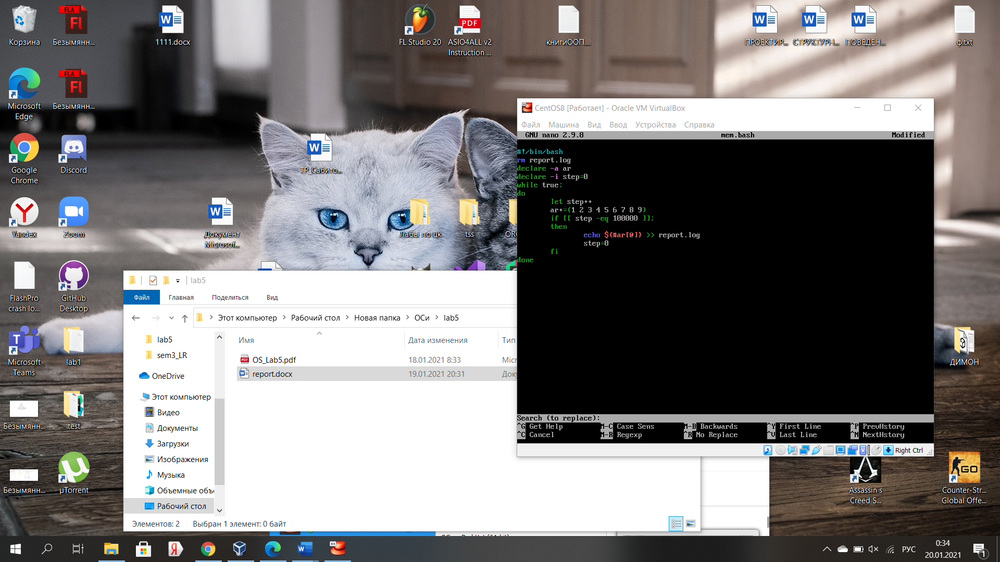 Корзина
Безымянн...
1111.docx
FL Studio 20
ASIO4ALL v2
Instruction ...
книгиООП....
ПРОЕКТИР...
СТРУКТУРН...
ПОВЕДЕН...
ф.txt
Microsoft
Edge
Безымянн...
Google
Chrome
Discord
ТР_Сабито...
Yandex
Zoom
Документ
Microsof...
Лабы по цк
tss
FlashPro
crash lo...
GitHub
Desktop
Microsoft
Teams
lab1
Безымянн...
test
Безымянн...
µTorrent
ДИМОН
Assassin s
Creed S...
Counter-Str...
Global Offe...
CentOS8 [Работает] - Oracle VM VirtualBox
Файл Машина Вид Ввод Устройства Справка
GNU nano 2.9.8 mem.bash Modified
#!/bin/bash
rm report.log
declare -a ar
declare -i step=0
while true;
do
let step++
ar+=(1 2 3 4 5 6 7 8 9)
if [[ step -eq 100000 ]];
then
echo ${#ar[@]} >> report.log
step=0
fi
done
Search (to replace):
^G Get Help M-C Case Sens M-B Backwards ^Y First Line ^P PrevHstory
^C Cancel M-R Regexp ^R No Replace ^V Last Line ^N NextHstory
Right Ctrl
lab5
Файл Главная Поделиться Вид
Этот компьютер Рабочий стол Новая папка ОСи lab5
Имя Дата изменения Тип
OS_Lab5.pdf 18.01.2021 8:33
report.docx 19.01.2021 20:31
lab5
sem3_LR
OneDrive
Этот компьютер
Видео
Документы
Загрузки
Изображения
Музыка
Объемные объ
Рабочий стол
Элементов: 2 Выбран 1 элемент: 0 байт
РУС
0:34
20.01.2021
1